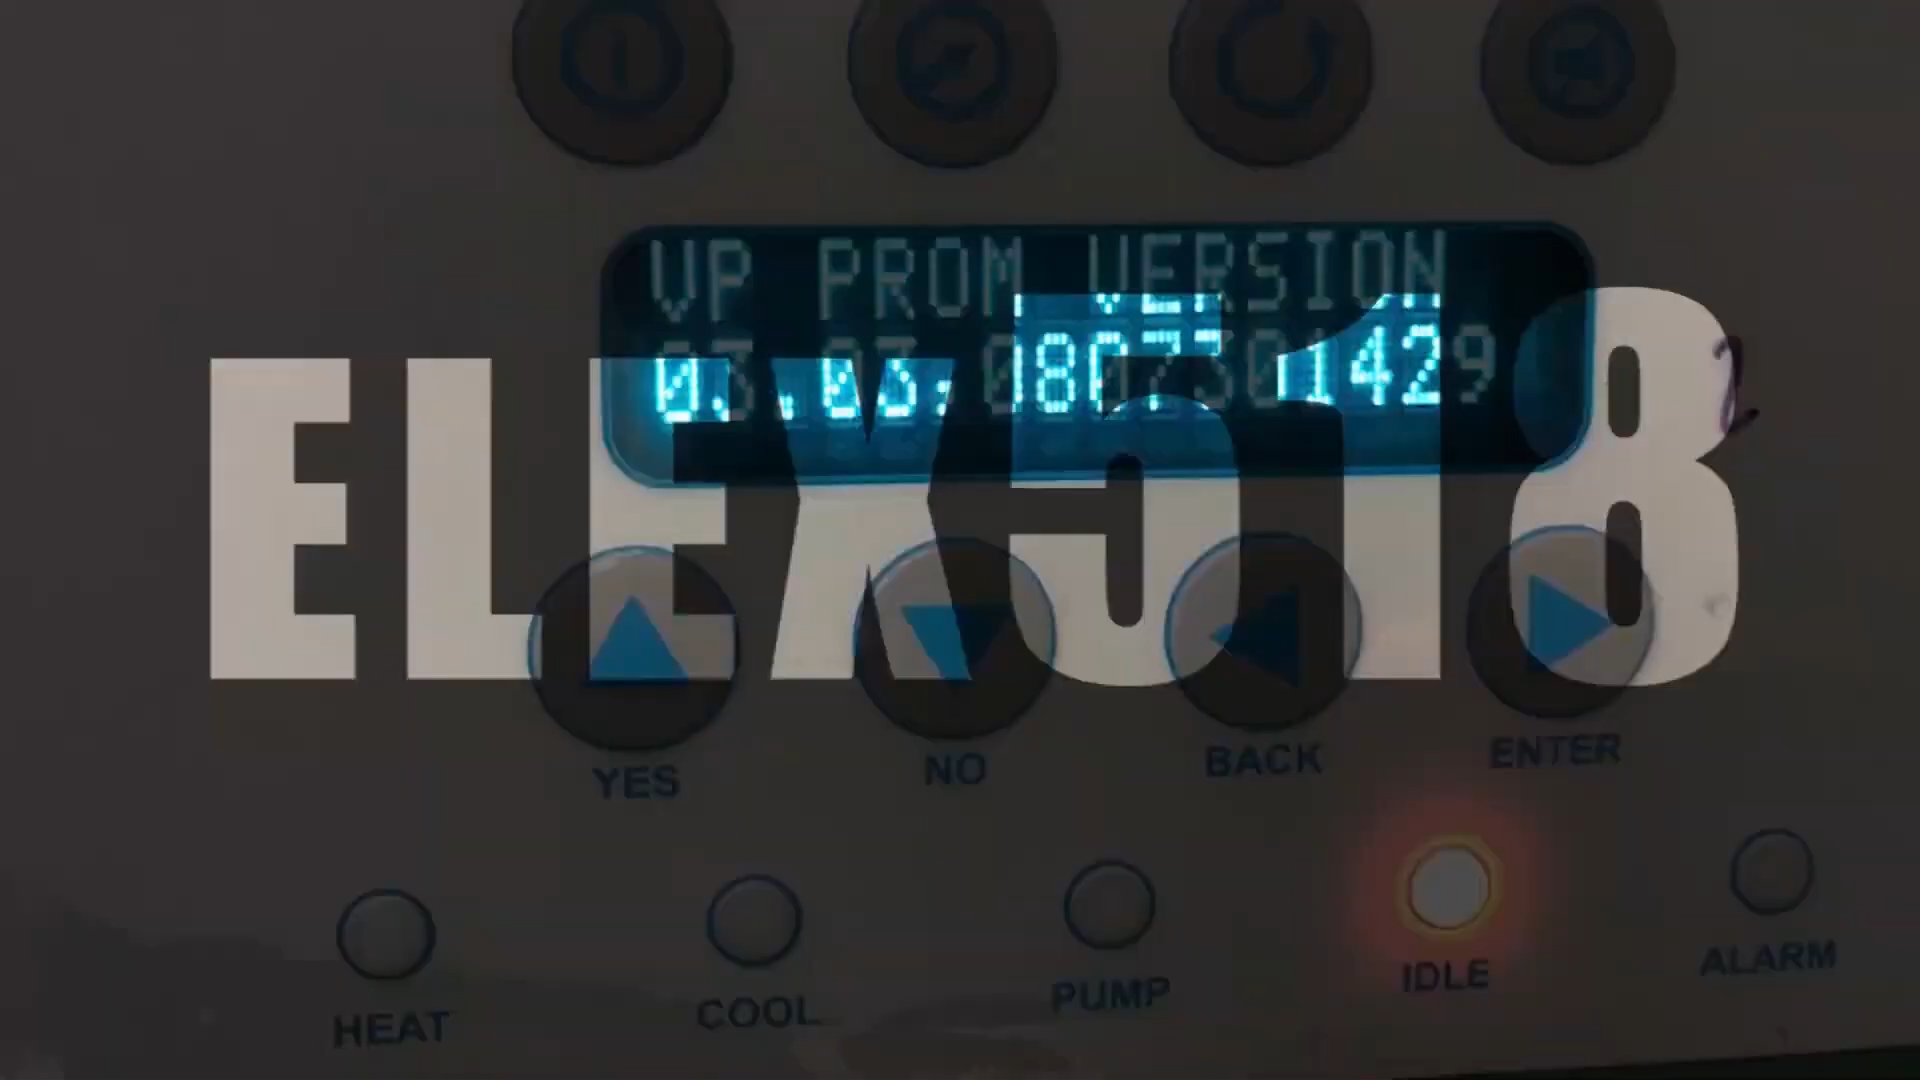 VP PROM VERSION
ELEX518
YES NO BACK ENTER
HEAT COOL PUMP IDLE ALARM